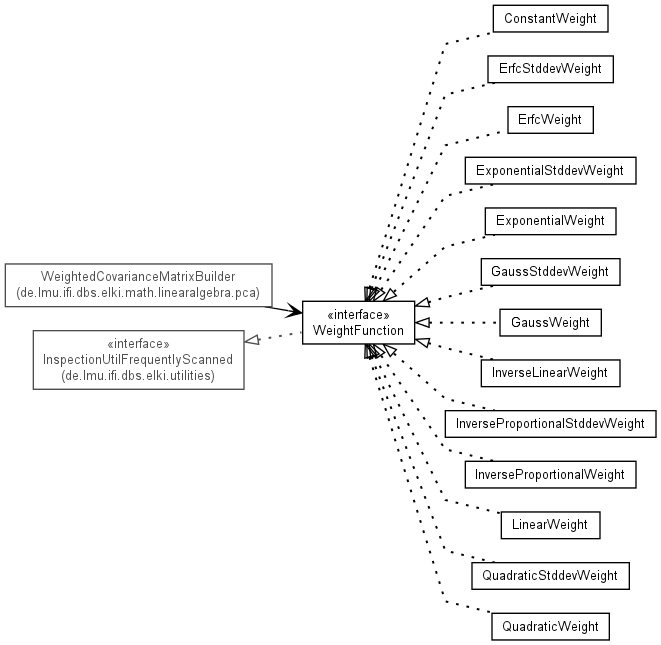 ConstantWeight
ErfcStddevWeight
ErfcWeight
ExponentialStddevWeight
ExponentialWeight
WeightedCovarianceMatrixBuilder
(de.lmu.ifi.dbs.elki.math.linearalgebra.pca)
GaussStddevWeight
«interface»
WeightFunction
GaussWeight
«interface»
InspectionUtilFrequentlyScanned
(de.lmu.ifi.dbs.elki.utilities)
InverseLinearWeight
InverseProportionalStddevWeight
InverseProportionalWeight
LinearWeight
QuadraticStddevWeight
QuadraticWeight